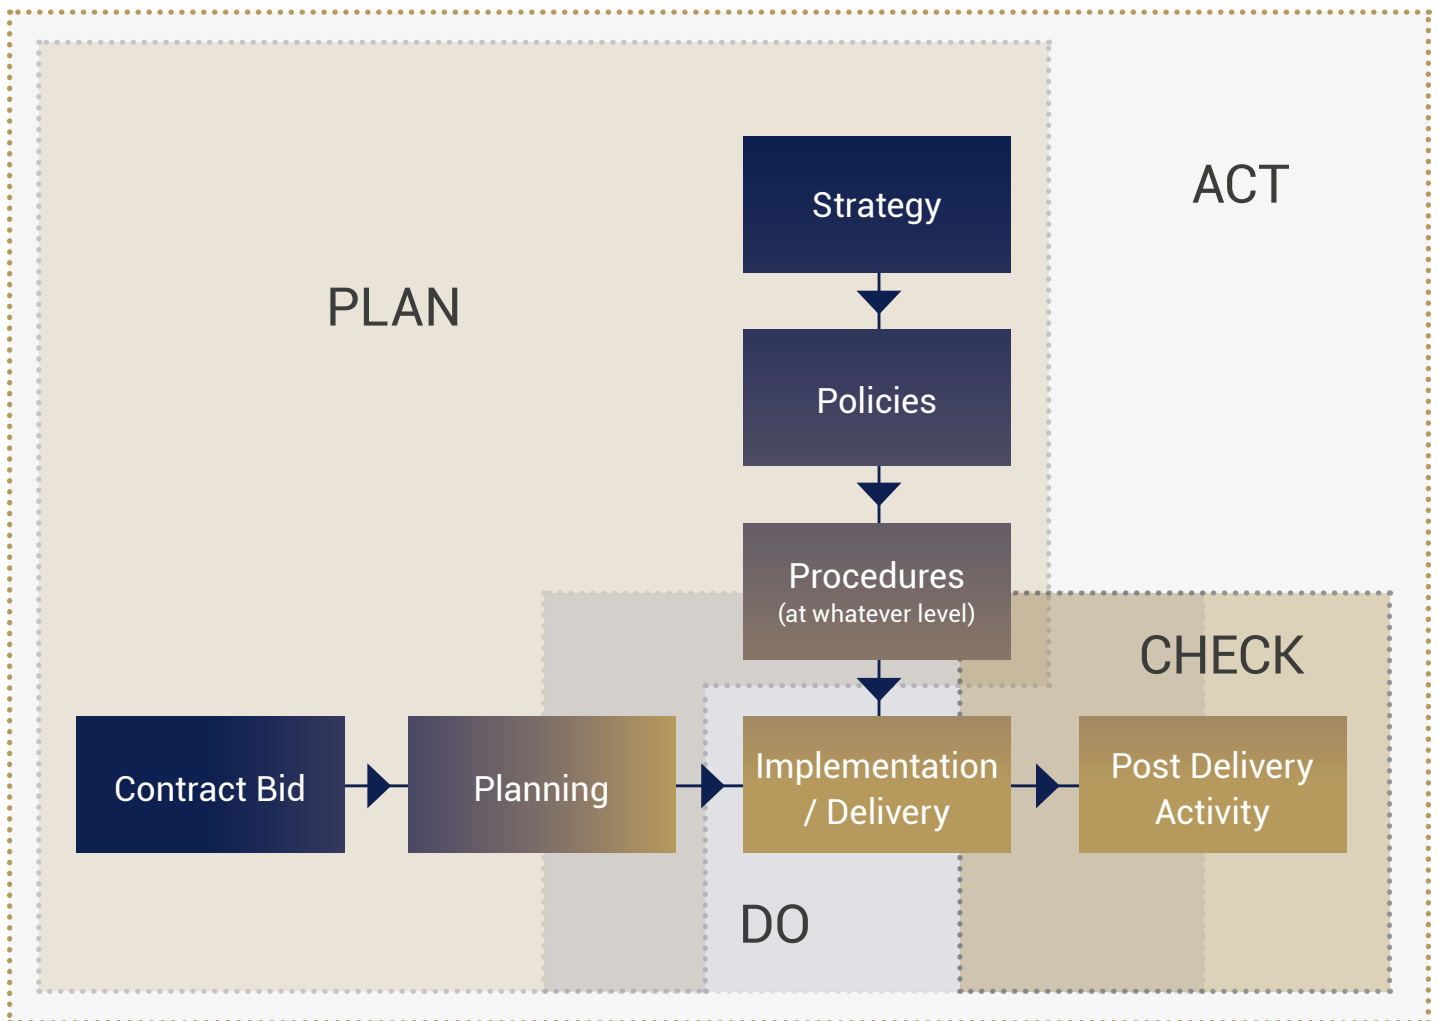 ACT
Strategy
PLAN
Policies
Procedures
(at whatever level)
CHECK
Contract Bid
Planning
Implementation
/ Delivery
Post Delivery
Activity
DO